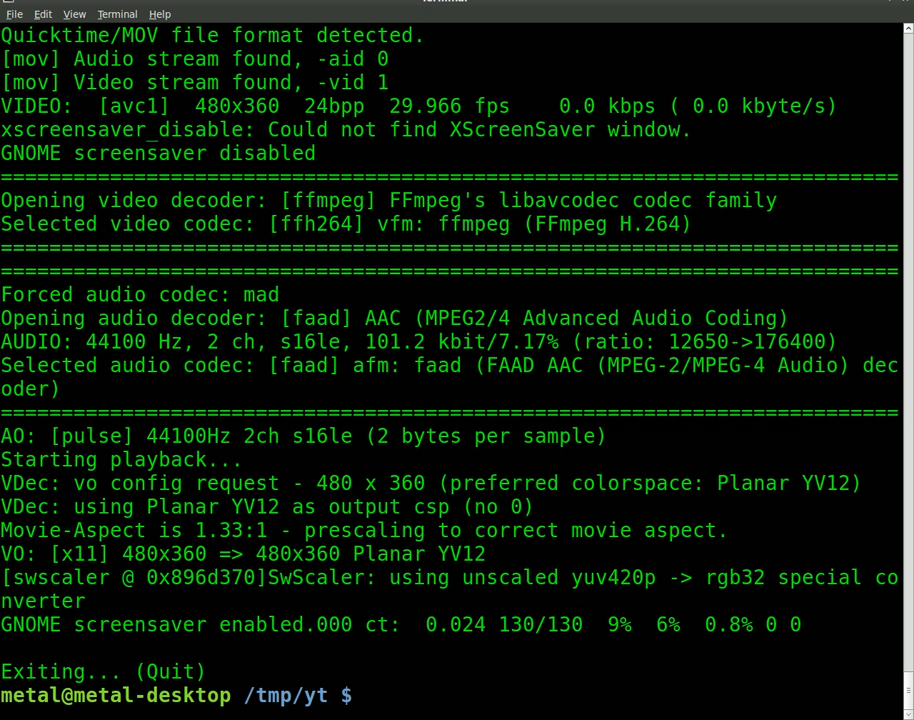 Terminal
File Edit View Terminal Help
Quicktime/MOV file format detected.
[mov] Audio stream found, -aid 0
[mov] Video stream found, -vid 1
VIDEO:  [avc1]  480x360  24bpp  29.966 fps    0.0 kbps ( 0.0 kbyte/s)
xscreensaver_disable: Could not find XScreenSaver window.
GNOME screensaver disabled
==========================================================================
Opening video decoder: [ffmpeg] FFmpeg's libavcodec codec family
Selected video codec: [ffh264] vfm: ffmpeg (FFmpeg H.264)
==========================================================================
==========================================================================
Forced audio codec: mad
Opening audio decoder: [faad] AAC (MPEG2/4 Advanced Audio Coding)
AUDIO: 44100 Hz, 2 ch, s16le, 101.2 kbit/7.17% (ratio: 12650->176400)
Selected audio codec: [faad] afm: faad (FAAD AAC (MPEG-2/MPEG-4 Audio) dec
oder)
==========================================================================
AO: [pulse] 44100Hz 2ch s16le (2 bytes per sample)
Starting playback...
VDec: vo config request - 480 x 360 (preferred colorspace: Planar YV12)
VDec: using Planar YV12 as output csp (no 0)
Movie-Aspect is 1.33:1 - prescaling to correct movie aspect.
VO: [x11] 480x360 => 480x360 Planar YV12
[swscaler @ 0x896d370]SwScaler: using unscaled yuv420p -> rgb32 special co
nverter
GNOME screensaver enabled.000 ct:  0.024 130/130  9%  6%  0.8% 0 0
Exiting... (Quit)
metal@metal-desktop /tmp/yt $